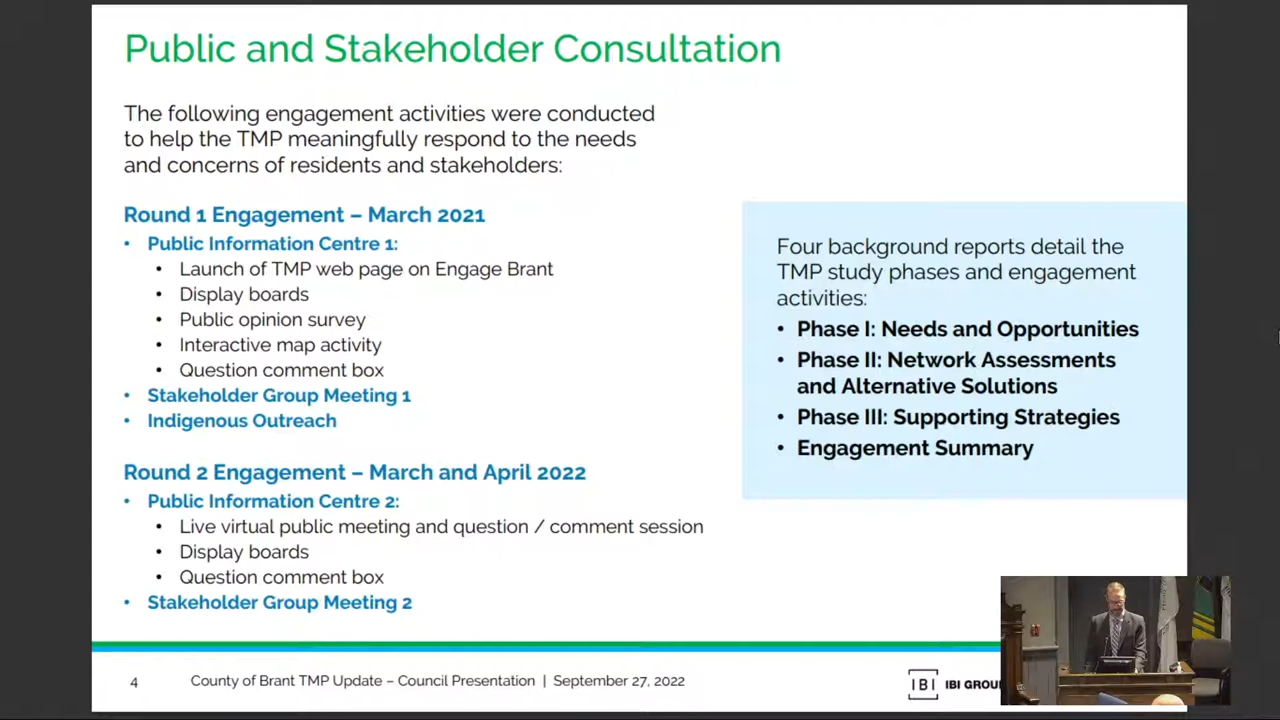 Public and Stakeholder Consultation
The following engagement activities were conducted
to help the TMP meaningfully respond to the needs
and concerns of residents and stakeholders:
Round 1 Engagement – March 2021
• Public Information Centre 1:
• Launch of TMP web page on Engage Brant
• Display boards
• Public opinion survey
• Interactive map activity
• Question comment box
• Stakeholder Group Meeting 1
• Indigenous Outreach
Round 2 Engagement – March and April 2022
• Public Information Centre 2:
• Live virtual public meeting and question / comment session
• Display boards
• Question comment box
• Stakeholder Group Meeting 2
Four background reports detail the
TMP study phases and engagement
activities:
• Phase I: Needs and Opportunities
• Phase II: Network Assessments
and Alternative Solutions
• Phase III: Supporting Strategies
• Engagement Summary
4 County of Brant TMP Update – Council Presentation | September 27, 2022
IBI IBI